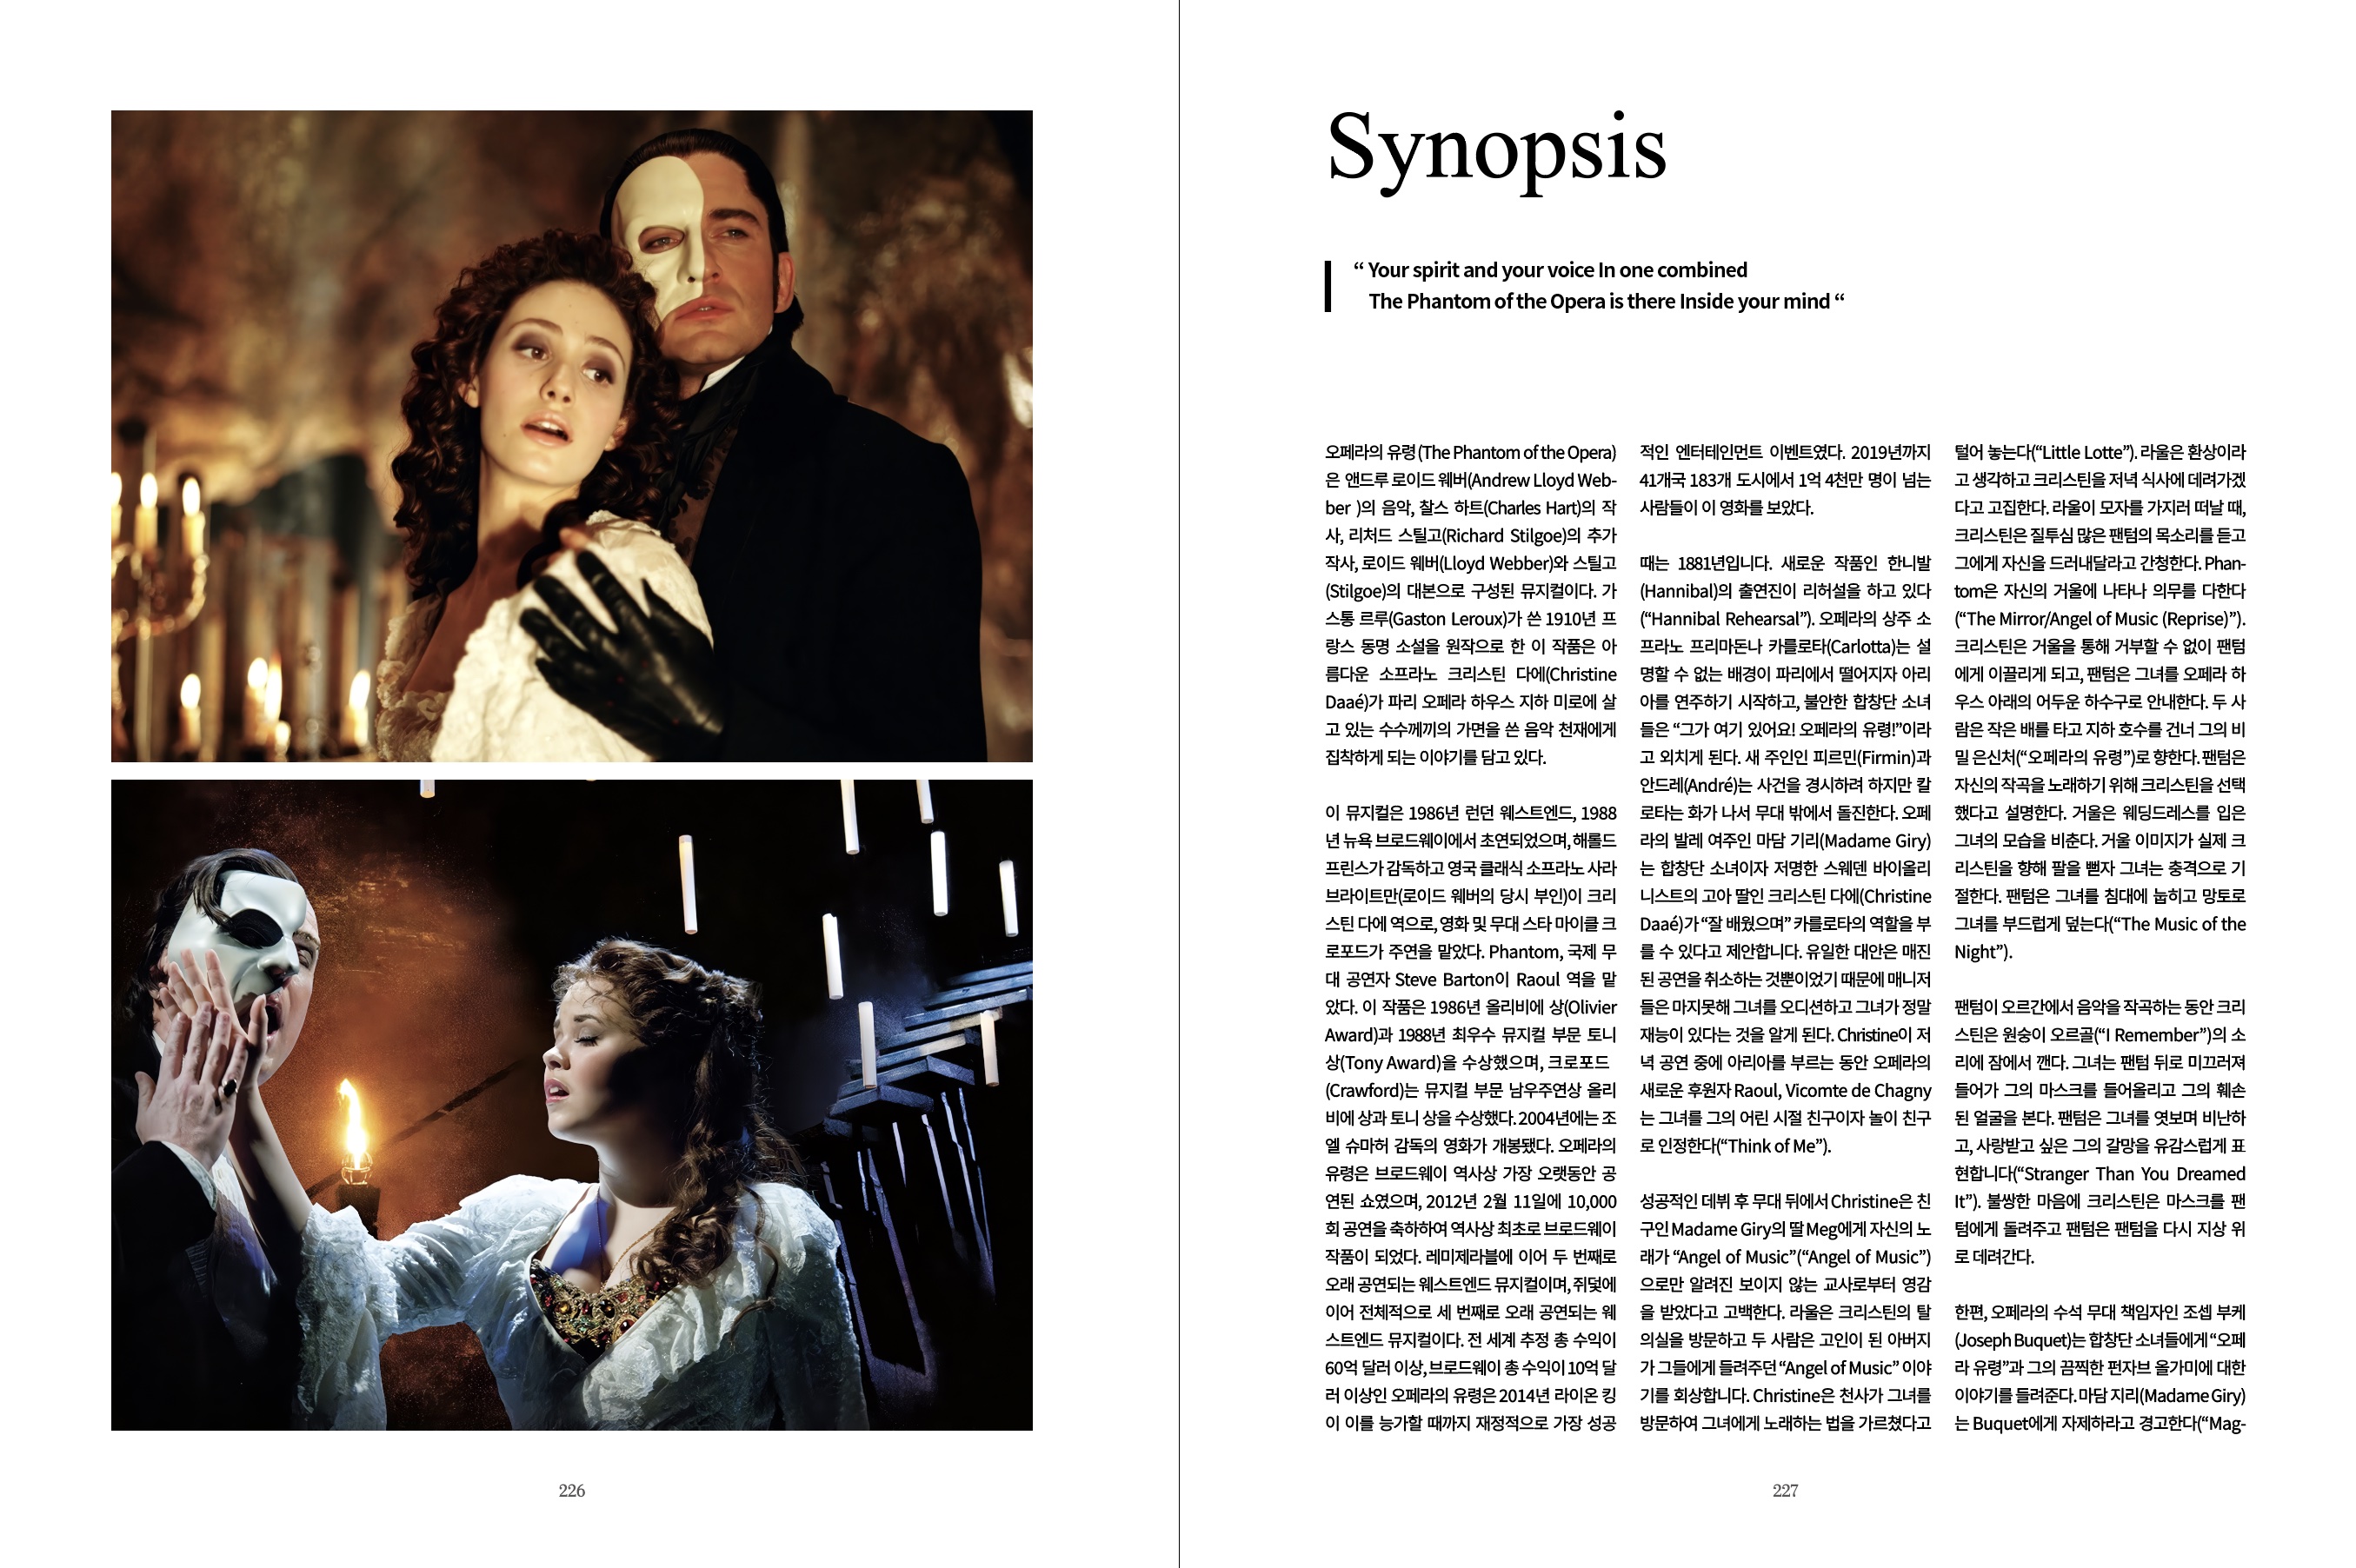 Synopsis
“ Your spirit and your voice In one combined
The Phantom of the Opera is there Inside your mind “
오페라의 유령(The Phantom of the Opera)
은 앤드루 로이드 웨버(Andrew Lloyd Web-
ber )의 음악, 찰스 하트(Charles Hart)의 작
사, 리처드 스틸고(Richard Stilgoe)의 추가
작사, 로이드 웨버(Lloyd Webber)와 스틸고
(Stilgoe)의 대본으로 구성된 뮤지컬이다. 가
스통 르루(Gaston Leroux)가 쓴 1910년 프
랑스 동명 소설을 원작으로 한 이 작품은 아
름다운 소프라노 크리스틴 다에(Christine
Daaé)가 파리 오페라 하우스 지하 미로에 살
고 있는 수수께끼의 가면을 쓴 음악 천재에게
집착하게 되는 이야기를 담고 있다.
이 뮤지컬은 1986년 런던 웨스트엔드, 1988
년 뉴욕 브로드웨이에서 초연되었으며, 해롤드
프린스가 감독하고 영국 클래식 소프라노 사라
브라이트만(로이드 웨버의 당시 부인)이 크리
스틴 다에 역으로, 영화 및 무대 스타 마이클 크
로포드가 주연을 맡았다. Phantom, 국제 무
대 공연자 Steve Barton이 Raoul 역을 맡
았다. 이 작품은 1986년 올리비에 상(Olivier
Award)과 1988년 최우수 뮤지컬 부문 토니
상(Tony Award)을 수상했으며, 크로포드
(Crawford)는 뮤지컬 부문 남우주연상 올리
비에 상과 토니 상을 수상했다. 2004년에는 조
엘 슈마허 감독의 영화가 개봉됐다. 오페라의
유령은 브로드웨이 역사상 가장 오랫동안 공
연된 쇼였으며, 2012년 2월 11일에 10,000
회 공연을 축하하여 역사상 최초로 브로드웨이
작품이 되었다. 레미제라블에 이어 두 번째로
오래 공연되는 웨스트엔드 뮤지컬이며, 쥐덫에
이어 전체적으로 세 번째로 오래 공연되는 웨
스트엔드 뮤지컬이다. 전 세계 추정 총 수익이
60억 달러 이상, 브로드웨이 총 수익이 10억 달
러 이상인 오페라의 유령은 2014년 라이온 킹
이 이를 능가할 때까지 재정적으로 가장 성공
적인 엔터테인먼트 이벤트였다. 2019년까지
41개국 183개 도시에서 1억 4천만 명이 넘는
사람들이 이 영화를 보았다.
때는 1881년입니다. 새로운 작품인 한니발
(Hannibal)의 출연진이 리허설을 하고 있다
(“Hannibal Rehearsal”). 오페라의 상주 소
프라노 프리마돈나 카를로타(Carlotta)는 설
명할 수 없는 배경이 파리에서 떨어지자 아리
아를 연주하기 시작하고, 불안한 합창단 소녀
들은 “그가 여기 있어요! 오페라의 유령!”이라
고 외치게 된다. 새 주인인 피르민(Firmin)과
안드레(André)는 사건을 경시하려 하지만 칼
로타는 화가 나서 무대 밖에서 돌진한다. 오페
라의 발레 여주인 마담 기리(Madame Giry)
는 합창단 소녀이자 저명한 스웨덴 바이올리
니스트의 고아 딸인 크리스틴 다에(Christine
Daaé)가 “잘 배웠으며” 카를로타의 역할을 부
를 수 있다고 제안합니다. 유일한 대안은 매진
된 공연을 취소하는 것뿐이었기 때문에 매니저
들은 마지못해 그녀를 오디션하고 그녀가 정말
재능이 있다는 것을 알게 된다. Christine이 저
녁 공연 중에 아리아를 부르는 동안 오페라의
새로운 후원자 Raoul, Vicomte de Chagny
는 그녀를 그의 어린 시절 친구이자 놀이 친구
로 인정한다(“Think of Me”).
성공적인 데뷔 후 무대 뒤에서 Christine은 친
구인 Madame Giry의 딸 Meg에게 자신의 노
래가 “Angel of Music”(“Angel of Music”)
으로만 알려진 보이지 않는 교사로부터 영감
을 받았다고 고백한다. 라울은 크리스틴의 탈
의실을 방문하고 두 사람은 고인이 된 아버지
가 그들에게 들려주던 “Angel of Music” 이야
기를 회상합니다. Christine은 천사가 그녀를
방문하여 그녀에게 노래하는 법을 가르쳤다고
털어 놓는다(“Little Lotte”). 라울은 환상이라
고 생각하고 크리스틴을 저녁 식사에 데려가겠
다고 고집한다. 라울이 모자를 가지러 떠날 때,
크리스틴은 질투심 많은 팬텀의 목소리를 듣고
그에게 자신을 드러내달라고 간청한다. Phan-
tom은 자신의 거울에 나타나 의무를 다한다
(“The Mirror/Angel of Music (Reprise)”).
크리스틴은 거울을 통해 거부할 수 없이 팬텀
에게 이끌리게 되고, 팬텀은 그녀를 오페라 하
우스 아래의 어두운 하수구로 안내한다. 두 사
람은 작은 배를 타고 지하 호수를 건너 그의 비
밀 은신처(“오페라의 유령”)로 향한다. 팬텀은
자신의 작곡을 노래하기 위해 크리스틴을 선택
했다고 설명한다. 거울은 웨딩드레스를 입은
그녀의 모습을 비춘다. 거울 이미지가 실제 크
리스틴을 향해 팔을 뻗자 그녀는 충격으로 기
절한다. 팬텀은 그녀를 침대에 눕히고 망토로
그녀를 부드럽게 덮는다(“The Music of the
Night”).
팬텀이 오르간에서 음악을 작곡하는 동안 크리
스틴은 원숭이 오르골(“I Remember”)의 소
리에 잠에서 깬다. 그녀는 팬텀 뒤로 미끄러져
들어가 그의 마스크를 들어올리고 그의 훼손
된 얼굴을 본다. 팬텀은 그녀를 엿보며 비난하
고, 사랑받고 싶은 그의 갈망을 유감스럽게 표
현합니다(“Stranger Than You Dreamed
It”). 불쌍한 마음에 크리스틴은 마스크를 팬
텀에게 돌려주고 팬텀은 팬텀을 다시 지상 위
로 데려간다.
한편, 오페라의 수석 무대 책임자인 조셉 부케
(Joseph Buquet)는 합창단 소녀들에게 “오페
라 유령”과 그의 끔찍한 펀자브 올가미에 대한
이야기를 들려준다. 마담 지리(Madame Giry)
는 Buquet에게 자제하라고 경고한다(“Mag-
226
227